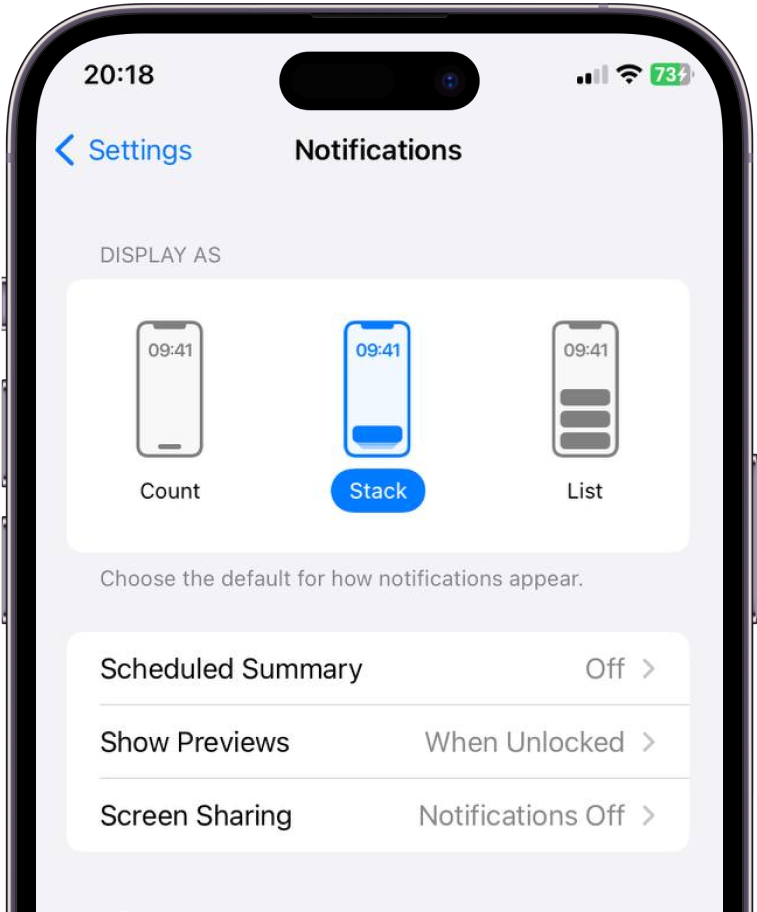 20:18 73
Settings Notifications
DISPLAY AS
09:41 09:41 09:41
Count Stack List
Choose the default for how notifications appear.
Scheduled Summary Off
Show Previews When Unlocked
Screen Sharing Notifications Off